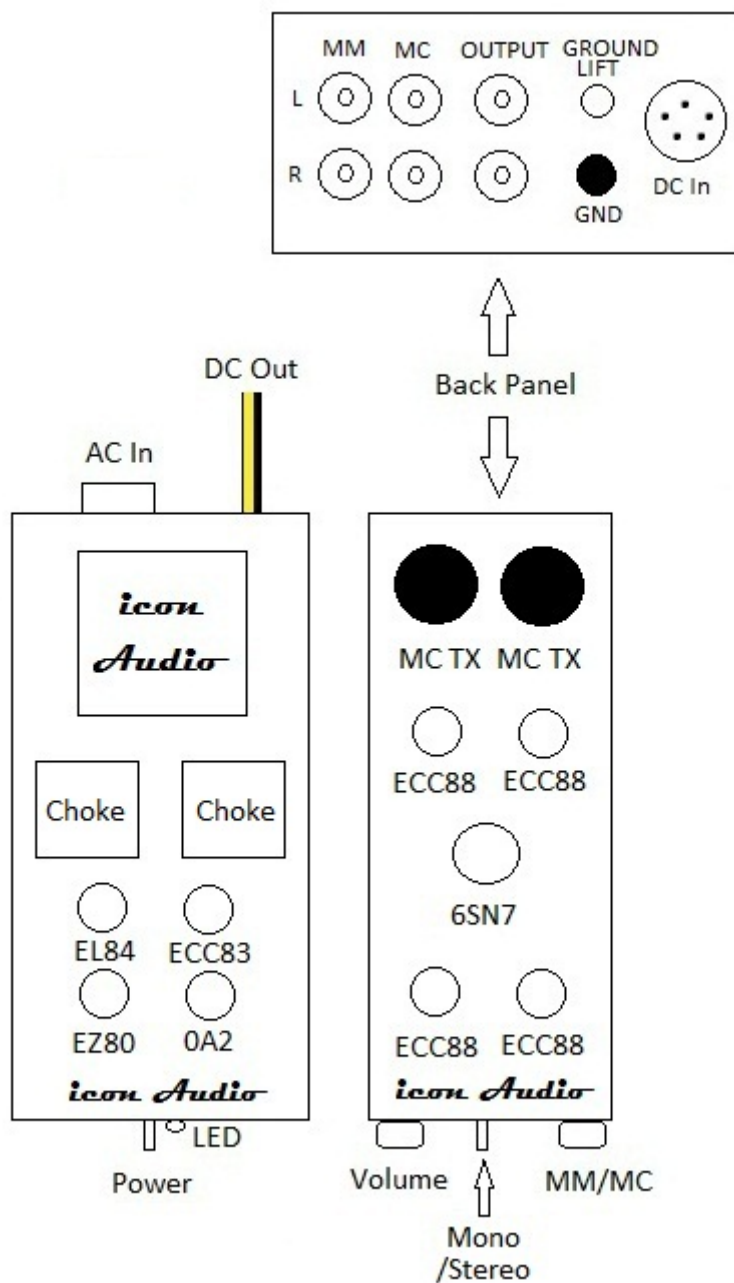 MM MC OUTPUT GROUND
LIFT
L
R
GND
DC In
Back Panel
DC Out
AC In
icon
Audio
Choke Choke
EL84 ECC83
EZ80 0A2
icon Audio
LED
Power
MC TX MC TX
ECC88 ECC88
6SN7
ECC88 ECC88
icon Audio
Volume MM/MC
Mono
/Stereo